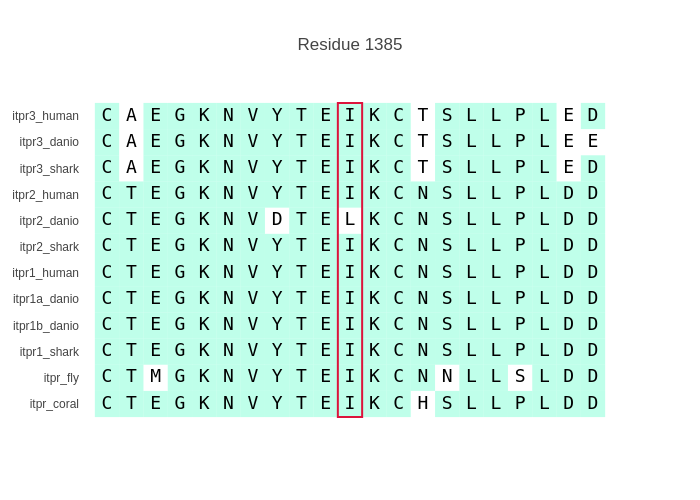 Residue 1385
itpr3_human C A E G K N V Y T E I K C T S L L P L E D
itpr3_danio C A E G K N V Y T E I K C T S L L P L E E
itpr3_shark C A E G K N V Y T E I K C T S L L P L E D
itpr2_human C T E G K N V Y T E I K C N S L L P L D D
itpr2_danio C T E G K N V D T E L K C N S L L P L D D
itpr2_shark C T E G K N V Y T E I K C N S L L P L D D
itpr1_human C T E G K N V Y T E I K C N S L L P L D D
itpr1a_danio C T E G K N V Y T E I K C N S L L P L D D
itpr1b_danio C T E G K N V Y T E I K C N S L L P L D D
itpr1_shark C T E G K N V Y T E I K C N S L L P L D D
itpr_fly C T M G K N V Y T E I K C N N L L S L D D
itpr_coral C T E G K N V Y T E I K C H S L L P L D D